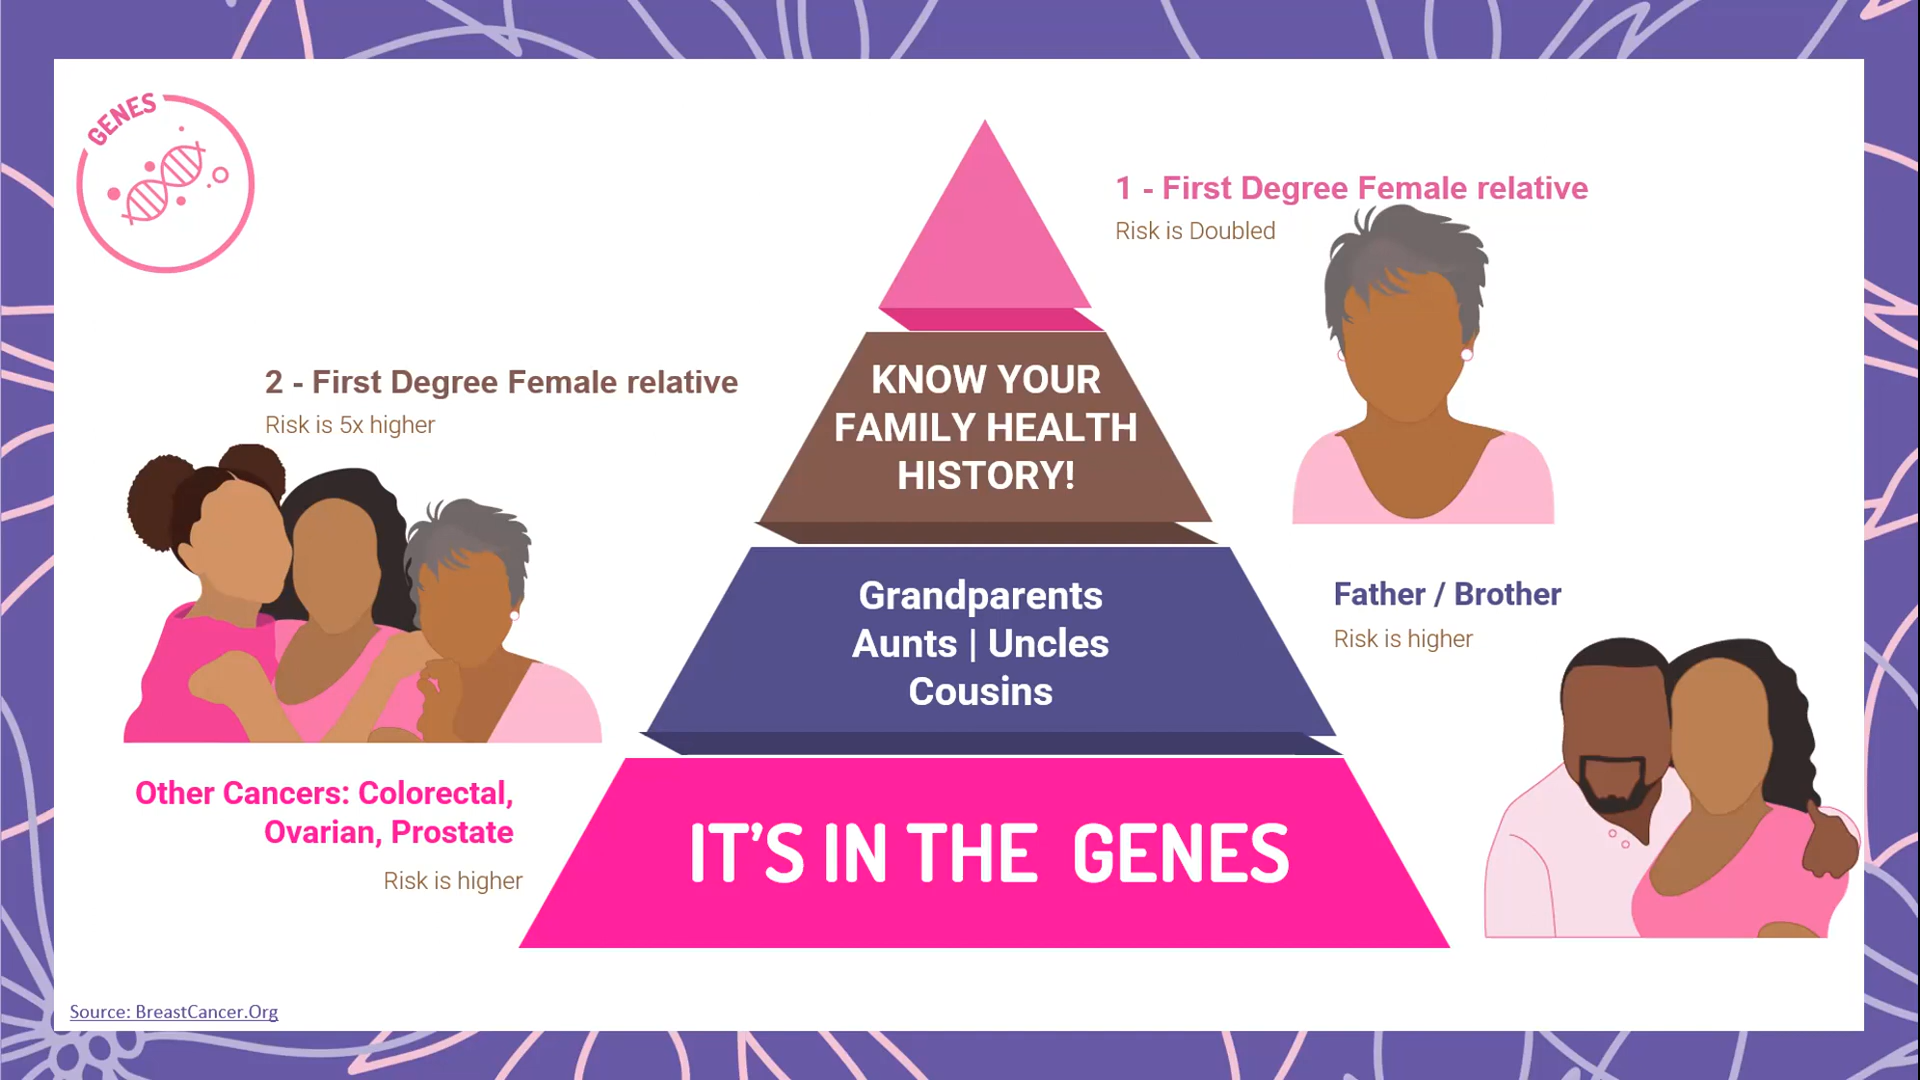 GENES
1 - First Degree Female relative
Risk is Doubled
2 - First Degree Female relative
Risk is 5x higher
KNOW YOUR
FAMILY HEALTH
HISTORY!
Grandparents
Aunts | Uncles
Cousins
Father / Brother
Risk is higher
Other Cancers: Colorectal,
Ovarian, Prostate
Risk is higher
IT'S IN THE GENES
Source: BreastCancer.Org